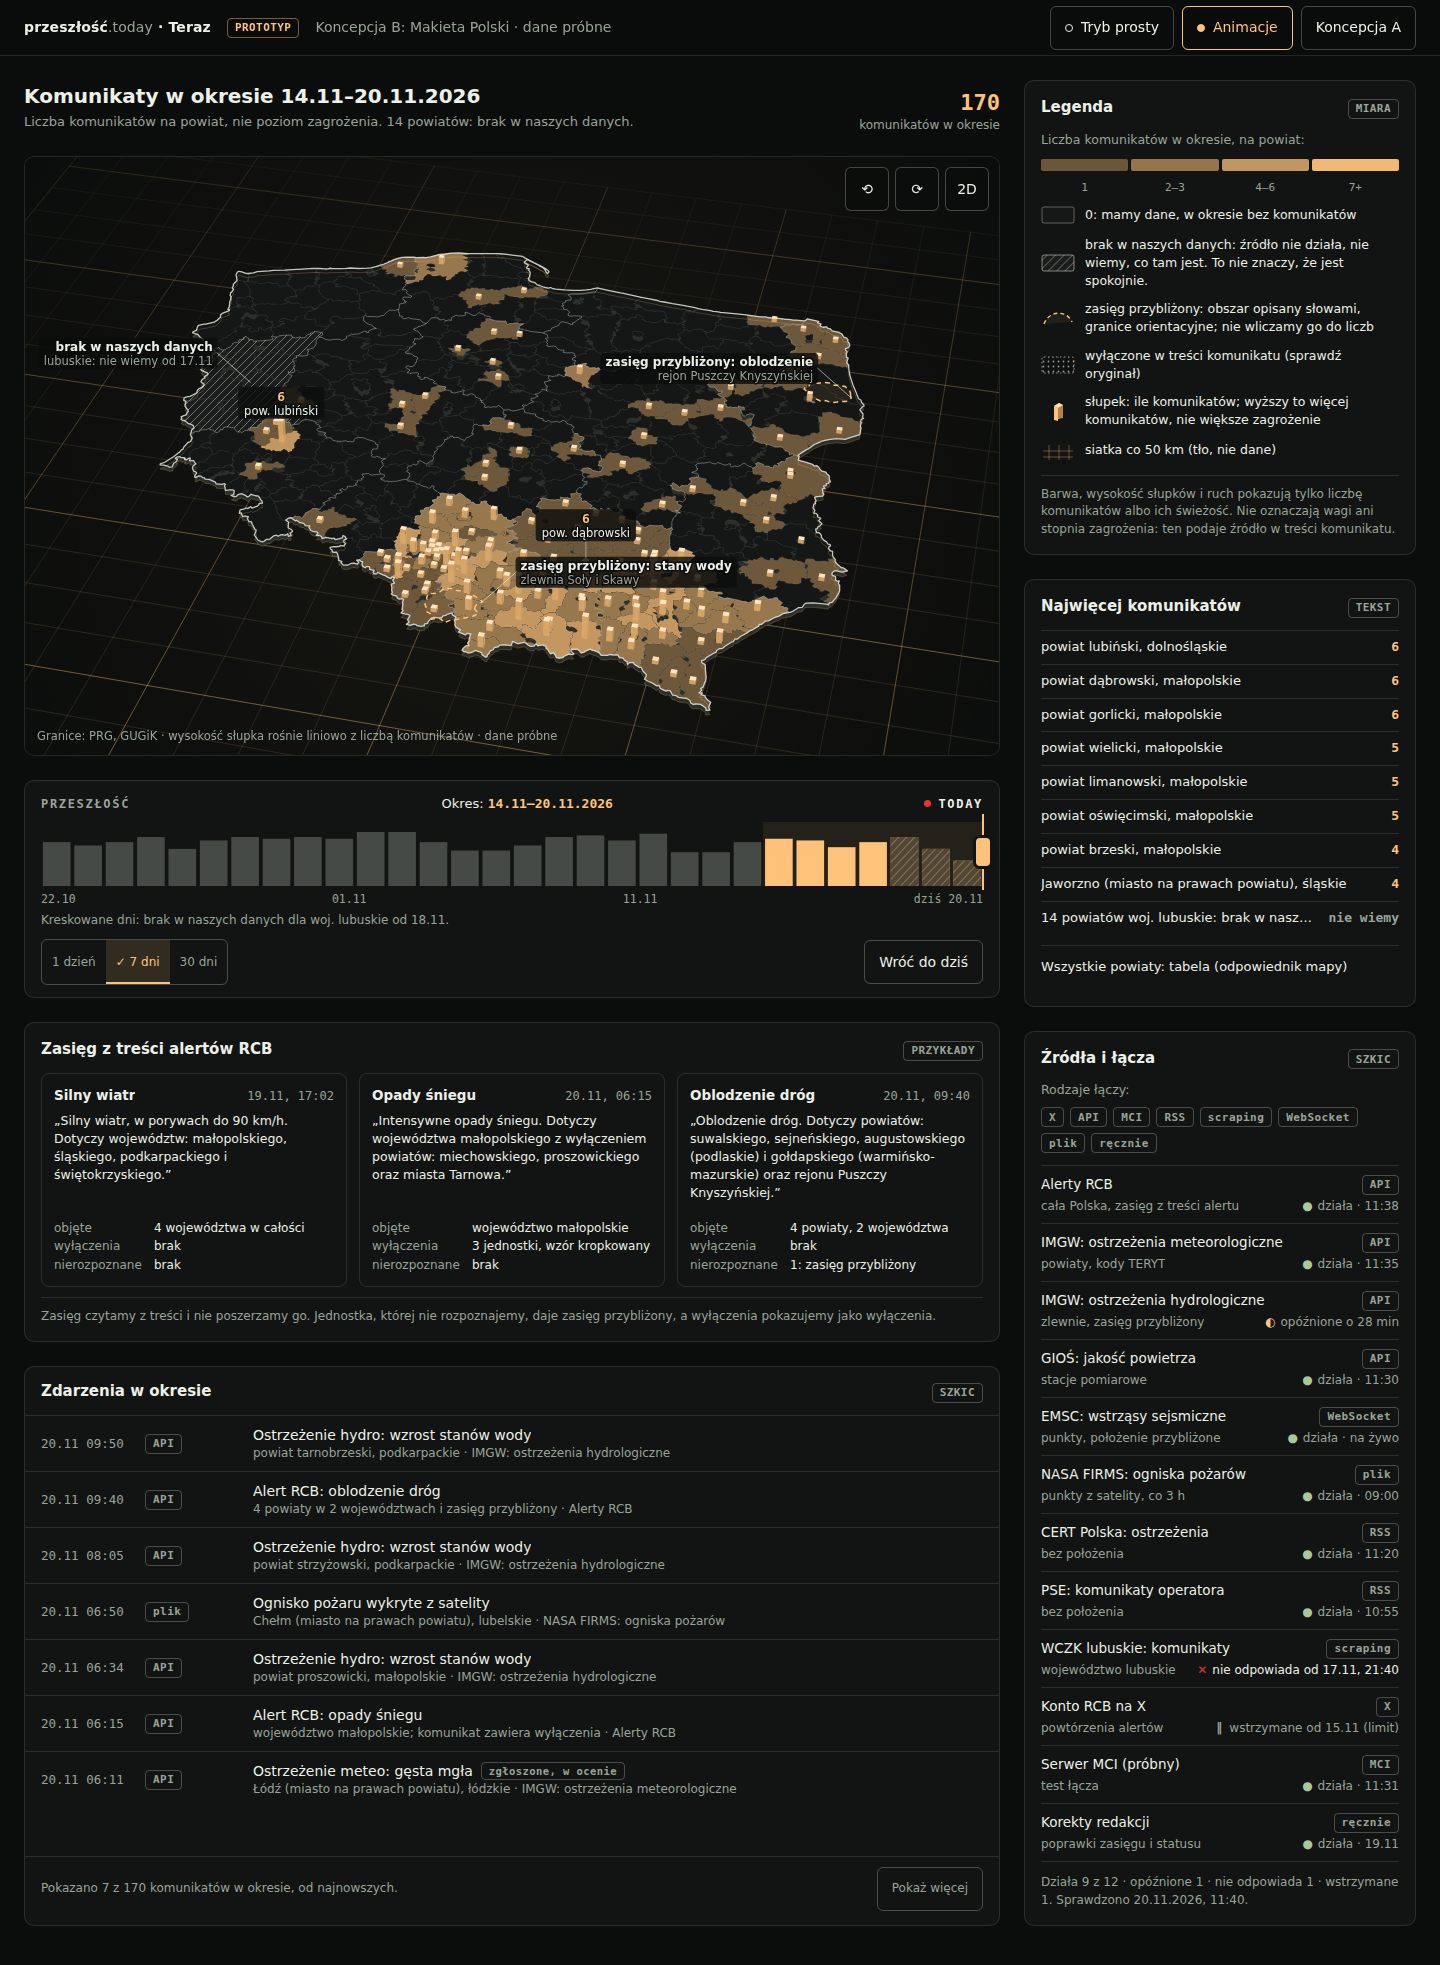 przeszłość.today · Teraz
PROTOTYP
Koncepcja B: Makieta Polski · dane próbne
Tryb prosty
Animacje
Koncepcja A
Komunikaty w okresie 14.11–20.11.2026
Liczba komunikatów na powiat, nie poziom zagrożenia. 14 powiatów: brak w naszych danych.
170
komunikatów w okresie
⟲
⟳
2D
brak w naszych danych
lubuskie: nie wiemy od 17.11
6
pow. lubiński
zasięg przybliżony: oblodzenie
rejon Puszczy Knyszyńskiej
6
pow. dąbrowski
zasięg przybliżony: stany wody
zlewnia Soły i Skawy
Granice: PRG, GUGiK · wysokość słupka rośnie liniowo z liczbą komunikatów · dane próbne
PRZESZŁOŚĆ
Okres: 14.11–20.11.2026
TODAY
22.10
01.11
11.11
dziś 20.11
Kreskowane dni: brak w naszych danych dla woj. lubuskie od 18.11.
1 dzień
✓ 7 dni
30 dni
Wróć do dziś
Zasięg z treści alertów RCB
PRZYKŁADY
Silny wiatr
19.11, 17:02
„Silny wiatr, w porywach do 90 km/h.
Dotyczy województw: małopolskiego,
śląskiego, podkarpackiego i
świętokrzyskiego.”
objęte 4 województwa w całości
wyłączenia brak
nierozpoznane brak
Opady śniegu
20.11, 06:15
„Intensywne opady śniegu. Dotyczy
województwa małopolskiego z wyłączeniem
powiatów: miechowskiego, proszowickiego
oraz miasta Tarnowa.”
objęte województwo małopolskie
wyłączenia 3 jednostki, wzór kropkowany
nierozpoznane brak
Oblodzenie dróg
20.11, 09:40
„Oblodzenie dróg. Dotyczy powiatów:
suwalskiego, sejneńskiego, augustowskiego
(podlaskie) i gołdapskiego (warmińsko-
mazurskie) oraz rejonu Puszczy
Knyszyńskiej.”
objęte 4 powiaty, 2 województwa
wyłączenia brak
nierozpoznane 1: zasięg przybliżony
Zasięg czytamy z treści i nie poszerzamy go. Jednostka, której nie rozpoznajemy, daje zasięg przybliżony, a wyłączenia pokazujemy jako wyłączenia.
Zdarzenia w okresie
SZKIC
20.11 09:50
API
Ostrzeżenie hydro: wzrost stanów wody
powiat tarnobrzeski, podkarpackie · IMGW: ostrzeżenia hydrologiczne
20.11 09:40
API
Alert RCB: oblodzenie dróg
4 powiaty w 2 województwach i zasięg przybliżony · Alerty RCB
20.11 08:05
API
Ostrzeżenie hydro: wzrost stanów wody
powiat strzyżowski, podkarpackie · IMGW: ostrzeżenia hydrologiczne
20.11 06:50
plik
Ognisko pożaru wykryte z satelity
Chełm (miasto na prawach powiatu), lubelskie · NASA FIRMS: ogniska pożarów
20.11 06:34
API
Ostrzeżenie hydro: wzrost stanów wody
powiat proszowicki, małopolskie · IMGW: ostrzeżenia hydrologiczne
20.11 06:15
API
Alert RCB: opady śniegu
województwo małopolskie; komunikat zawiera wyłączenia · Alerty RCB
20.11 06:11
API
Ostrzeżenie meteo: gęsta mgła
zgłoszone, w ocenie
Łódź (miasto na prawach powiatu), łódzkie · IMGW: ostrzeżenia meteorologiczne
Pokazano 7 z 170 komunikatów w okresie, od najnowszych.
Pokaż więcej
Legenda
MIARA
Liczba komunikatów w okresie, na powiat:
1
2–3
4–6
7+
0: mamy dane, w okresie bez komunikatów
brak w naszych danych: źródło nie działa, nie
wiemy, co tam jest. To nie znaczy, że jest
spokojnie.
zasięg przybliżony: obszar opisany słowami,
granice orientacyjne; nie wliczamy go do liczb
wyłączone w treści komunikatu (sprawdź
oryginał)
słupek: ile komunikatów; wyższy to więcej
komunikatów, nie większe zagrożenie
siatka co 50 km (tło, nie dane)
Barwa, wysokość słupków i ruch pokazują tylko liczbę
komunikatów albo ich świeżość. Nie oznaczają wagi ani
stopnia zagrożenia: ten podaje źródło w treści komunikatu.
Najwięcej komunikatów
TEKST
powiat lubiński, dolnośląskie 6
powiat dąbrowski, małopolskie 6
powiat gorlicki, małopolskie 6
powiat wielicki, małopolskie 5
powiat limanowski, małopolskie 5
powiat oświęcimski, małopolskie 5
powiat brzeski, małopolskie 4
Jaworzno (miasto na prawach powiatu), śląskie 4
14 powiatów woj. lubuskie: brak w nasz… nie wiemy
Wszystkie powiaty: tabela (odpowiednik mapy)
Źródła i łącza
SZKIC
Rodzaje łączy:
X API MCI RSS scraping WebSocket
plik ręcznie
Alerty RCB API
cała Polska, zasięg z treści alertu ● działa · 11:38
IMGW: ostrzeżenia meteorologiczne API
powiaty, kody TERYT ● działa · 11:35
IMGW: ostrzeżenia hydrologiczne API
zlewnie, zasięg przybliżony ◐ opóźnione o 28 min
GIOŚ: jakość powietrza API
stacje pomiarowe ● działa · 11:30
EMSC: wstrząsy sejsmiczne WebSocket
punkty, położenie przybliżone ● działa · na żywo
NASA FIRMS: ogniska pożarów plik
punkty z satelity, co 3 h ● działa · 09:00
CERT Polska: ostrzeżenia RSS
bez położenia ● działa · 11:20
PSE: komunikaty operatora RSS
bez położenia ● działa · 10:55
WCZK lubuskie: komunikaty scraping
województwo lubuskie ✕ nie odpowiada od 17.11, 21:40
Konto RCB na X X
powtórzenia alertów ‖ wstrzymane od 15.11 (limit)
Serwer MCI (próbny) MCI
test łącza ● działa · 11:31
Korekty redakcji ręcznie
poprawki zasięgu i statusu ● działa · 19.11
Działa 9 z 12 · opóźnione 1 · nie odpowiada 1 · wstrzymane
1. Sprawdzono 20.11.2026, 11:40.